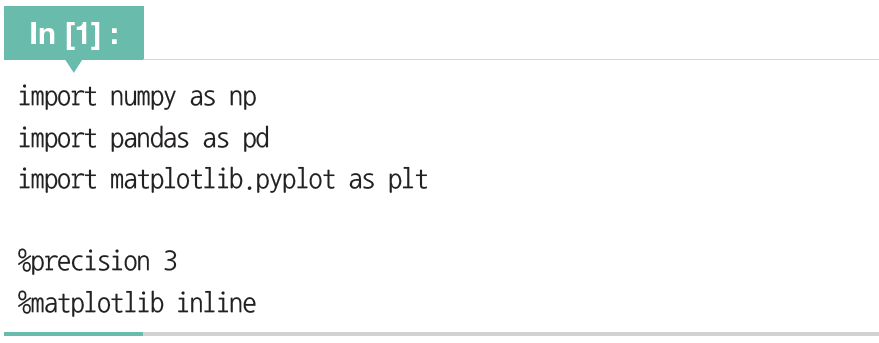 In [1] :
import numpy as np
import pandas as pd
import matplotlib.pyplot as plt
%precision 3
%matplotlib inline